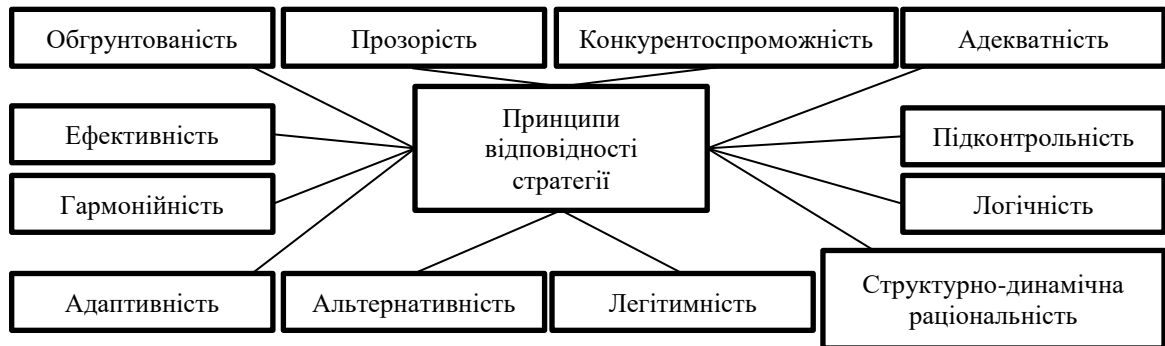 Обгрунтованість
Прозорість
Конкурентоспроможність
Адекватність
Принципи
відповідності
стратегії
Ефективність
Підконтрольність
Гармонійність
Логічність
Адаптивність
Альтернативність
Легітимність
Структурно-динамічна
раціональність